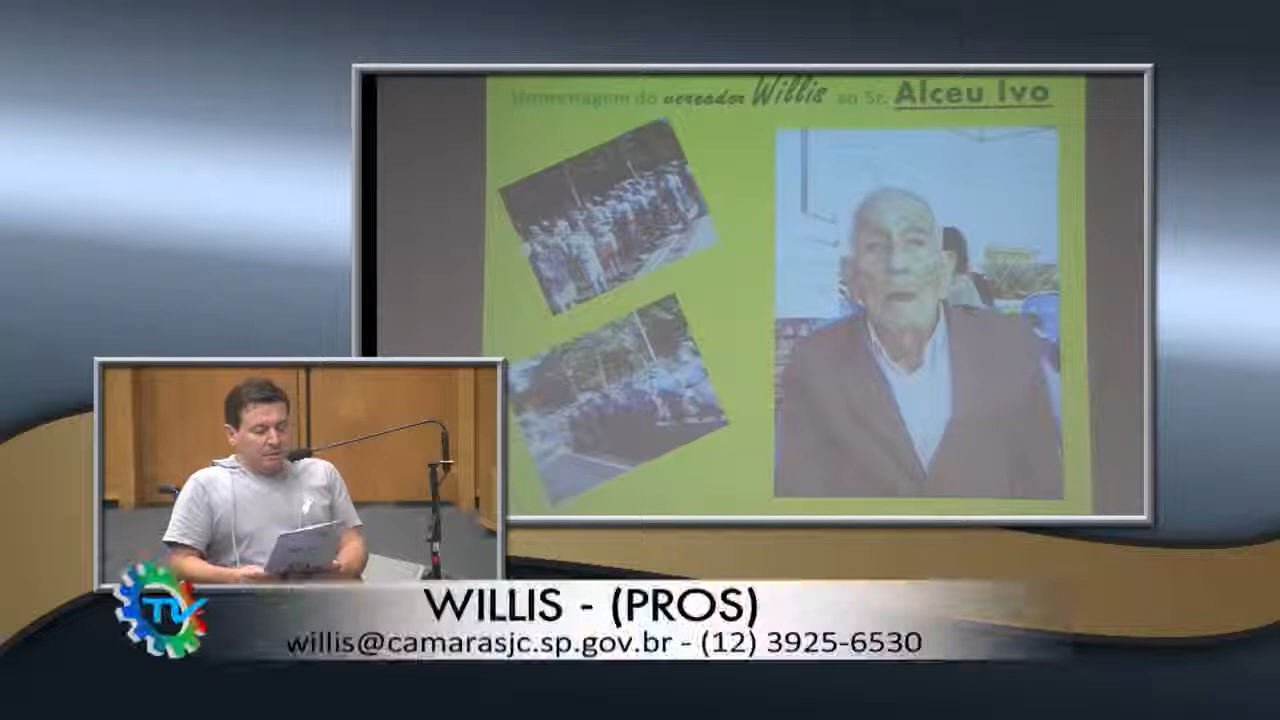 Homenagem do vereador Willis ao Sr. Alceu Ivo
TV
WILLIS - (PROS)
willis@camarasjc.sp.gov.br - (12) 3925-6530